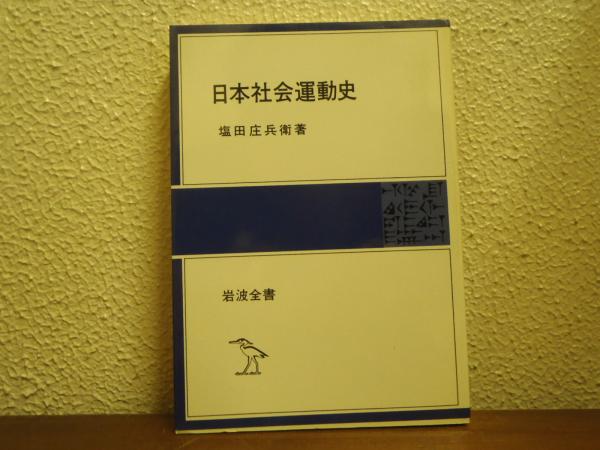 日本社会運動史
塩田庄兵衛著
岩波全書